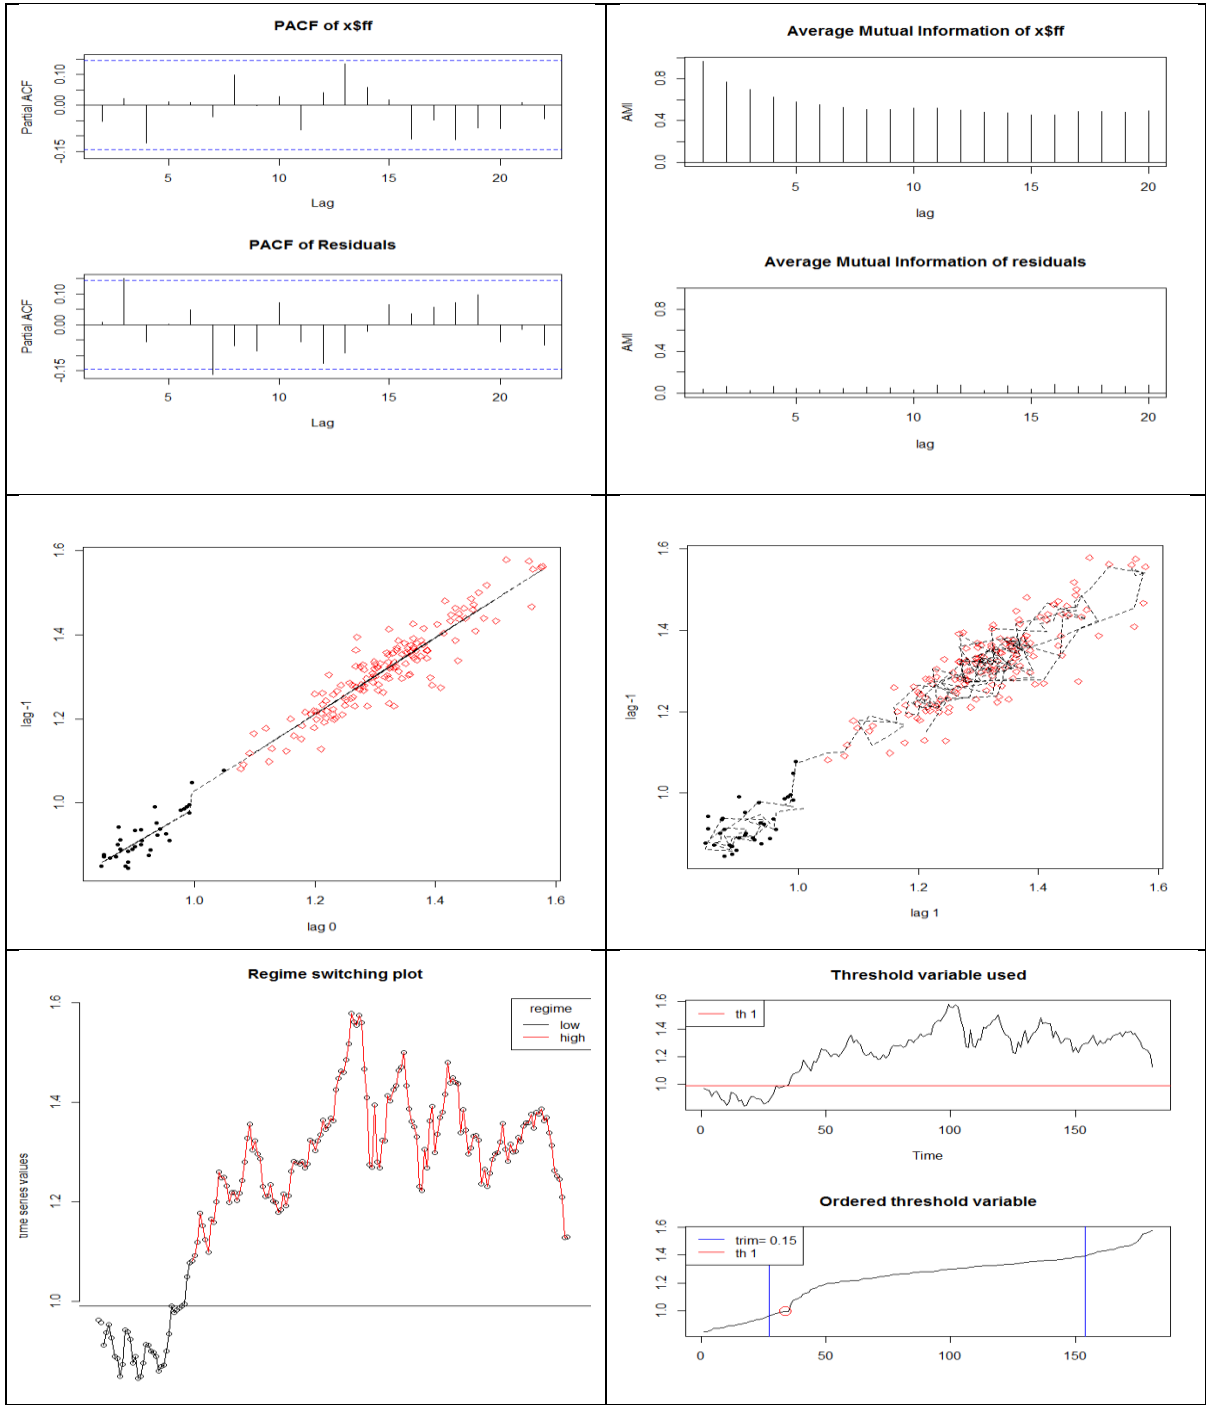 PACF of x$ff
Partial ACF
0.10
0.00
-0.15
5 10 15 20
Lag
PACF of Residuals
Partial ACF
0.10
0.00
-0.15
5 10 15 20
Lag
Average Mutual Information of x$ff
AMI
0.8
0.4
0.0
5 10 15 20
lag
Average Mutual Information of residuals
AMI
0.8
0.4
0.0
5 10 15 20
lag
lag -1
1.6
1.4
1.2
1.0
1.0 1.2 1.4 1.6
lag 0
lag -1
1.6
1.4
1.2
1.0
1.0 1.2 1.4 1.6
lag 1
Regime switching plot
time series values
1.6
1.4
1.2
1.0
regime
low
high
Threshold variable used
1.6
1.4
1.2
1.0
th 1
0 50 100 150
Time
Ordered threshold variable
1.6
1.4
1.2
1.0
trim= 0.15
th 1
0 50 100 150